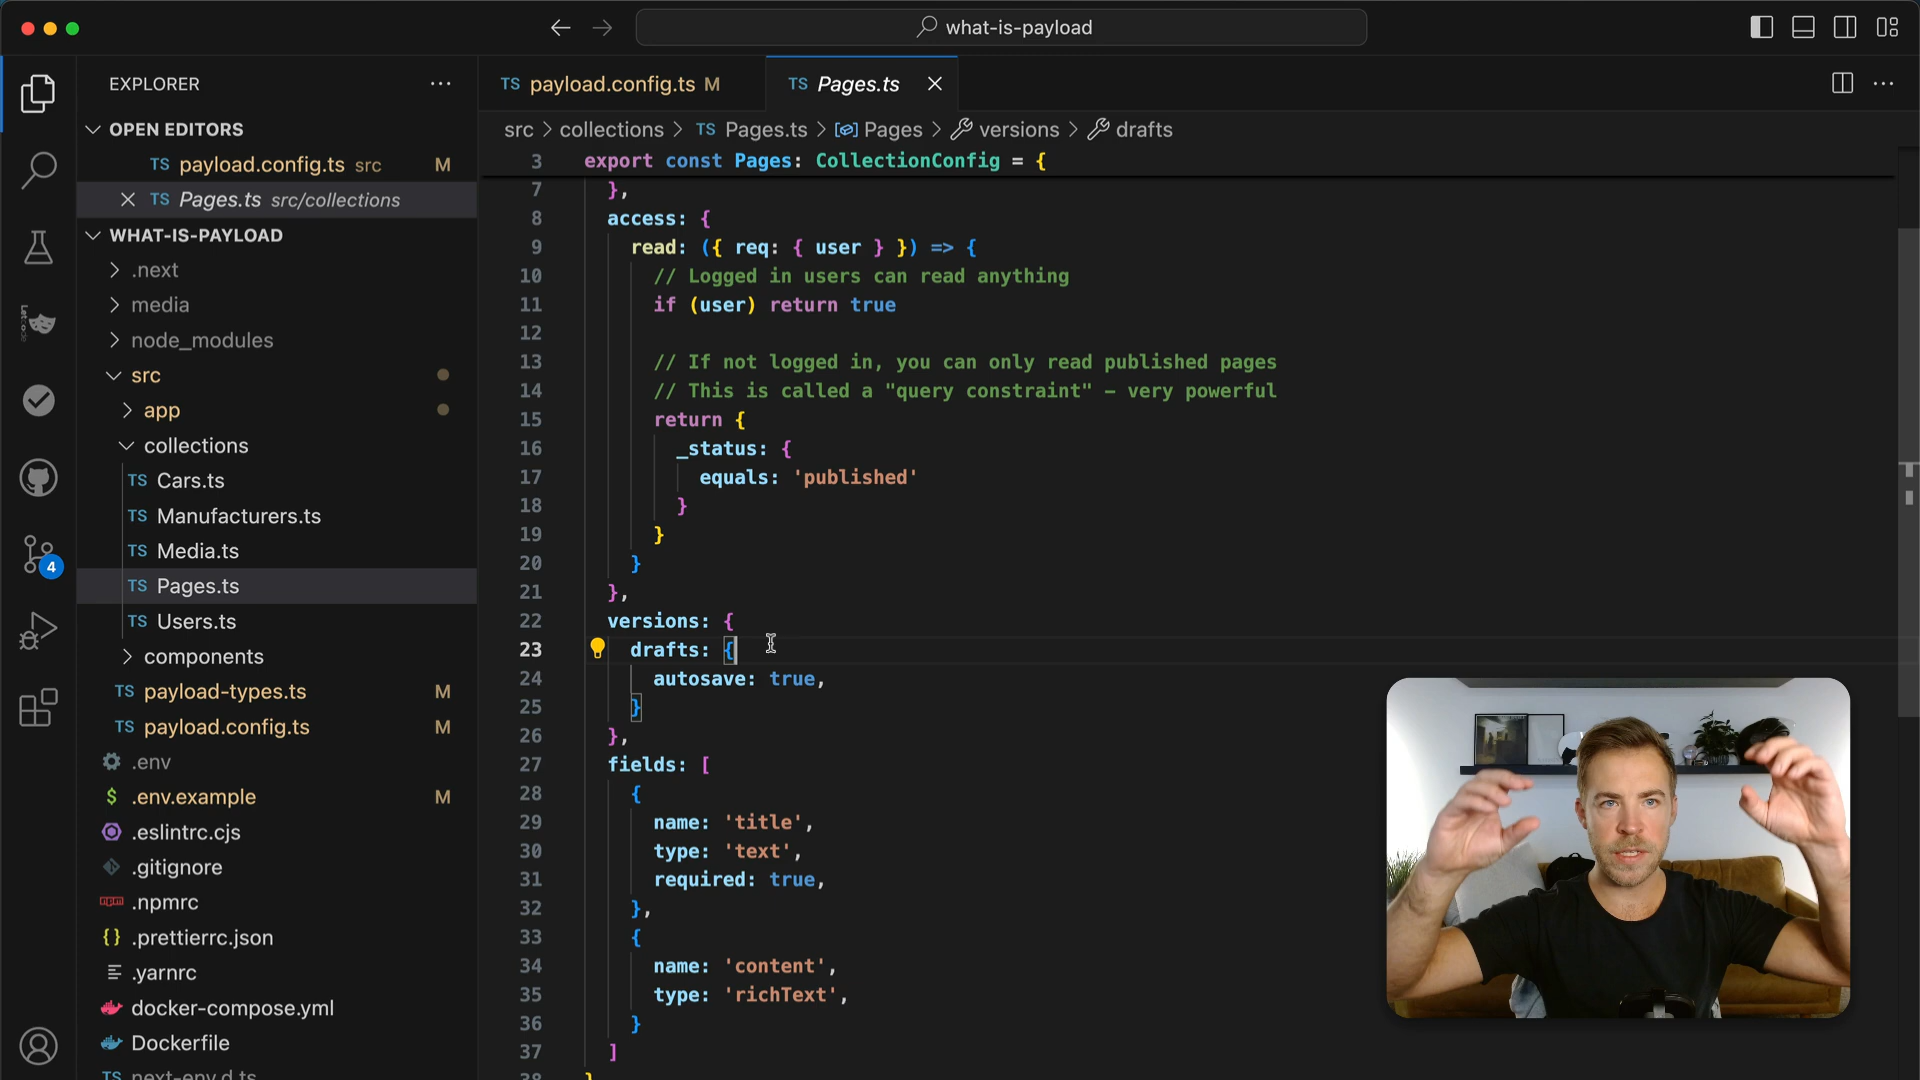 what-is-payload
EXPLORER
OPEN EDITORS
TS payload.config.ts src M
TS Pages.ts src/collections
WHAT-IS-PAYLOAD
.next
media
node_modules
src
app
collections
TS Cars.ts
TS Manufacturers.ts
TS Media.ts
TS Pages.ts
TS Users.ts
components
TS payload-types.ts M
TS payload.config.ts M
.env
$ .env.example M
.eslintrc.cjs
.gitignore
.npmrc
{} .prettierrc.json
.yarnrc
docker-compose.yml
Dockerfile
TS next-env.d.ts
4
TS payload.config.ts M
TS Pages.ts
src > collections > TS Pages.ts > Pages > versions > drafts
3 export const Pages: CollectionConfig = {
7 },
8 access: {
9 read: ({ req: { user } }) => {
10 // Logged in users can read anything
11 if (user) return true
12
13 // If not logged in, you can only read published pages
14 // This is called a "query constraint" – very powerful
15 return {
16 _status: {
17 equals: 'published'
18 }
19 }
20 }
21 },
22 versions: {
23 drafts: {
24 autosave: true,
25 }
26 },
27 fields: [
28 {
29 name: 'title',
30 type: 'text',
31 required: true,
32 },
33 {
34 name: 'content',
35 type: 'richText',
36 }
37 ]
38 }